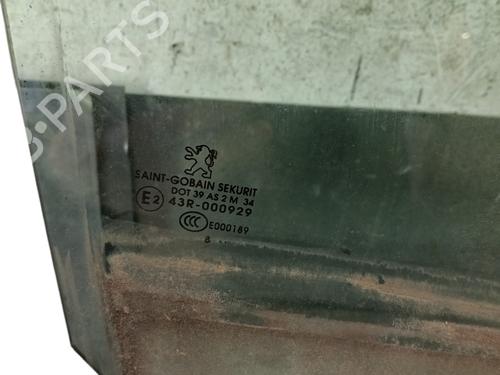 B-PARTS
SAINT-GOBAIN SEKURIT
DOT 39 AS 2 M 34
E2 43R-000929
CCC E000189
8